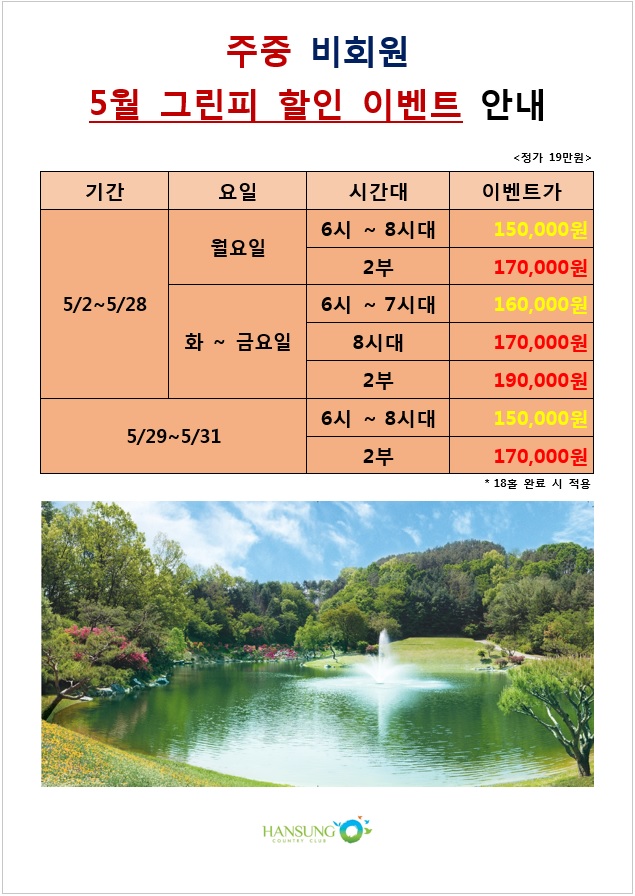 주중 비회원
5월 그린피 할인 이벤트 안내
<정가 19만원>
기간 요일 시간대 이벤트가
5/2~5/28 월요일 6시 ~ 8시대 150,000원
2부 170,000원
화 ~ 금요일 6시 ~ 7시대 160,000원
8시대 170,000원
2부 190,000원
5/29~5/31 6시 ~ 8시대 150,000원
2부 170,000원
* 18홀 완료 시 적용
HANSUNG
COUNTRY CLUB